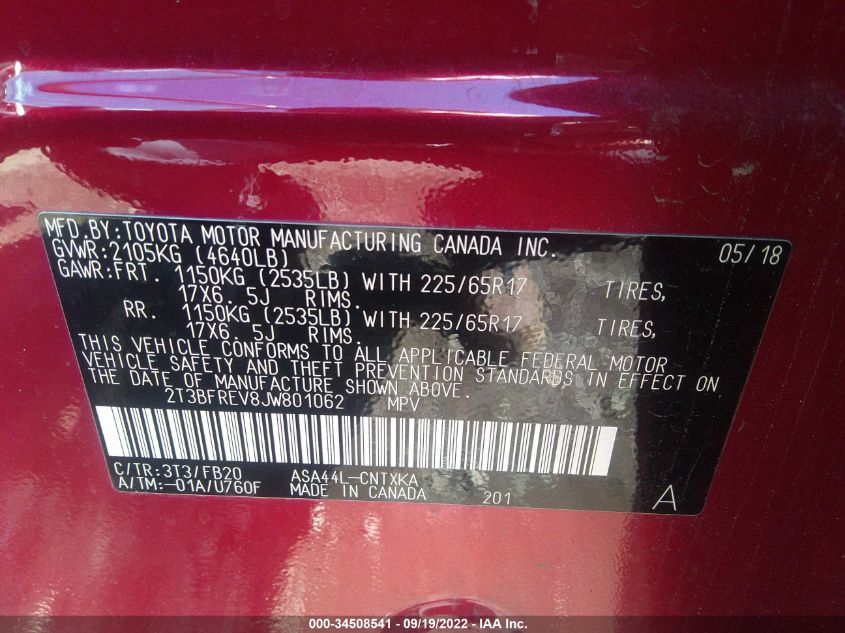 MFD.BY:TOYOTA MOTOR MANUFACTURING CANADA INC. 05/18
GVWR:2105KG (4640LB)
GAWR:FRT. 1150KG (2535LB) WITH 225/65R17 TIRES,
17X6. 5J RIMS.
RR. 1150KG (2535LB) WITH 225/65R17 TIRES,
17X6. 5J RIMS.
THIS VEHICLE CONFORMS TO ALL APPLICABLE FEDERAL MOTOR
VEHICLE SAFETY AND THEFT PREVENTION STANDARDS IN EFFECT ON
THE DATE OF MANUFACTURE SHOWN ABOVE.
2T3BFREV8JW801062 MPV
C/TR:3T3/FB20 ASA44L-CNTXKA
A/TM:-01A/U760F MADE IN CANADA 201 A
000-34508541 - 09/19/2022 - IAA Inc.